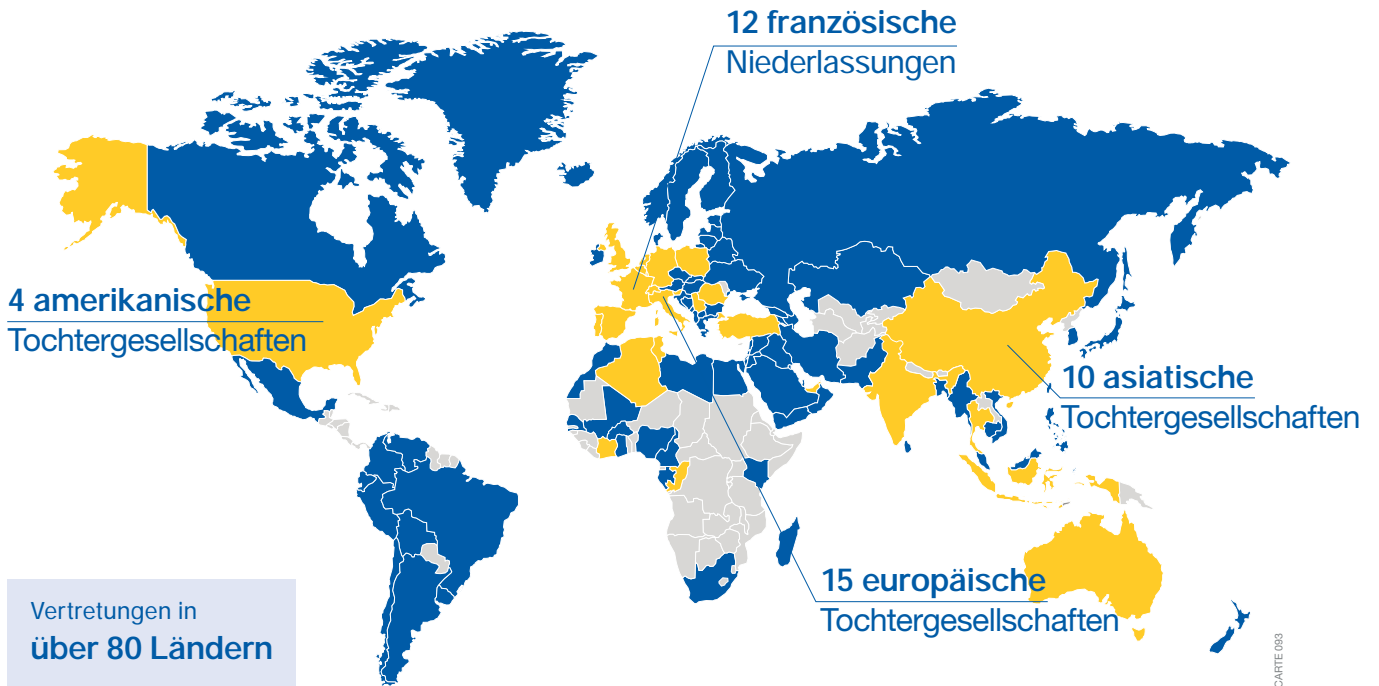 12 französische
Niederlassungen
4 amerikanische
Tochtergesellschaften
10 asiatische
Tochtergesellschaften
15 europäische
Tochtergesellschaften
Vertretungen in
über 80 Ländern
CARTE 093